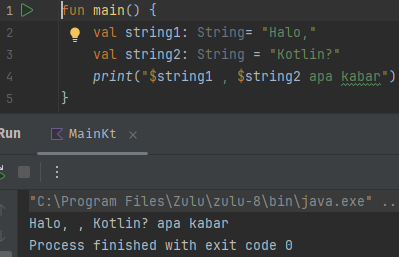 1 fun main() {
2 val string1: String= "Halo,"
3 val string2: String = "Kotlin?"
4 print("$string1 , $string2 apa kabar")
5 }
Run MainKt ×
"C:\Program Files\Zulu\zulu-8\bin\java.exe" ..
Halo, , Kotlin? apa kabar
Process finished with exit code 0